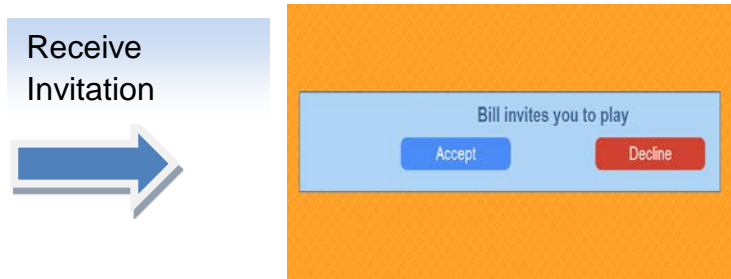 Receive
Invitation
Bill invites you to play
Accept Decline